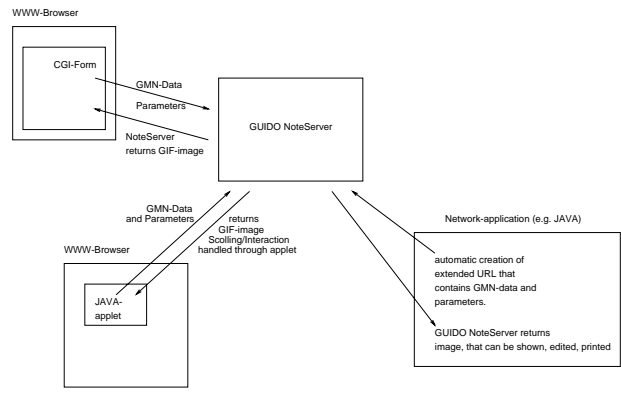 WWW-Browser
CGI-Form
GMN-Data
Parameters
NoteServer
returns GIF-image
GUIDO NoteServer
GMN-Data
and Parameters
returns
GIF-image
Scolling/Interaction
handled through applet
WWW-Browser
JAVA-
applet
Network-application (e.g. JAVA)
automatic creation of
extended URL that
contains GMN-data and
parameters.
GUIDO NoteServer returns
image, that can be shown, edited, printed